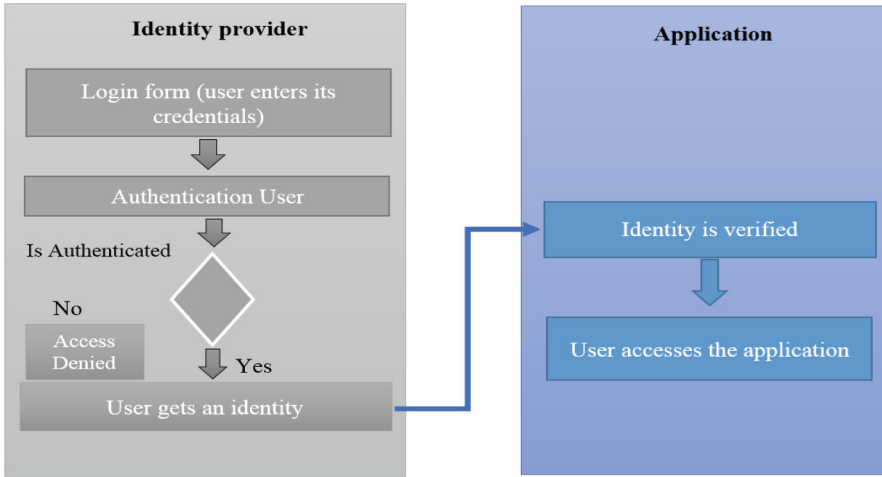 Identity provider
Login form (user enters its
credentials)
Authentication User
Is Authenticated
No
Access
Denied
Yes
User gets an identity
Application
Identity is verified
User accesses the application